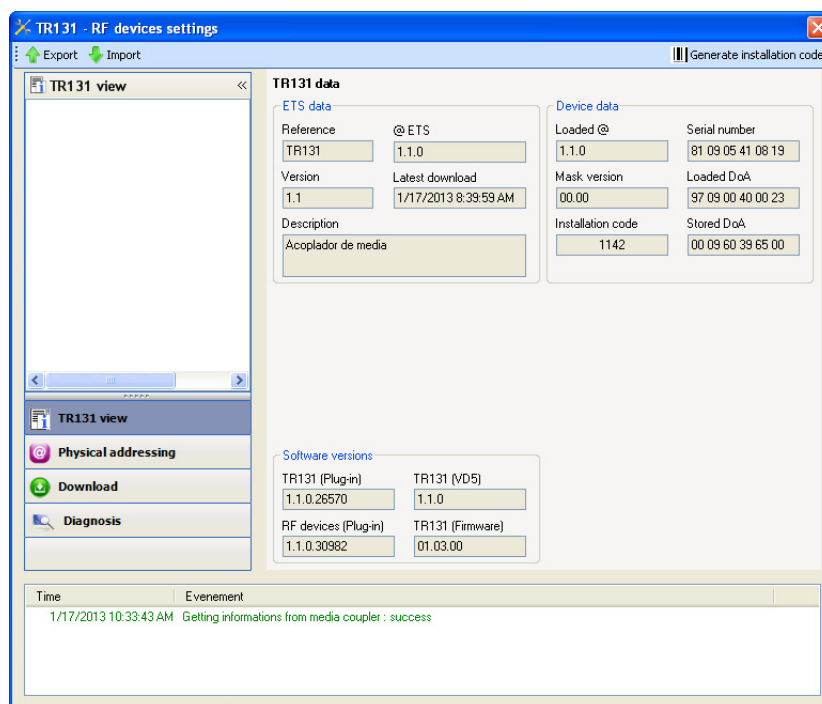 TR131 - RF devices settings
Export Import Generate installation code
TR131 view «
TR131 data
ETS data
Reference @ ETS
TR131 1.1.0
Version Latest download
1.1 1/17/2013 8:39:59 AM
Description
Acoplador de media
Device data
Loaded @ Serial number
1.1.0 81 09 05 41 08 19
Mask version Loaded DoA
00.00 97 09 00 40 00 23
Installation code Stored DoA
1142 00 09 60 39 65 00
TR131 view
Physical addressing
Download
Diagnosis
Software versions
TR131 (Plug-in) TR131 (VD5)
1.1.0.26570 1.1.0
RF devices (Plug-in) TR131 (Firmware)
1.1.0.30982 01.03.00
Time Evenement
1/17/2013 10:33:43 AM Getting informations from media coupler : success